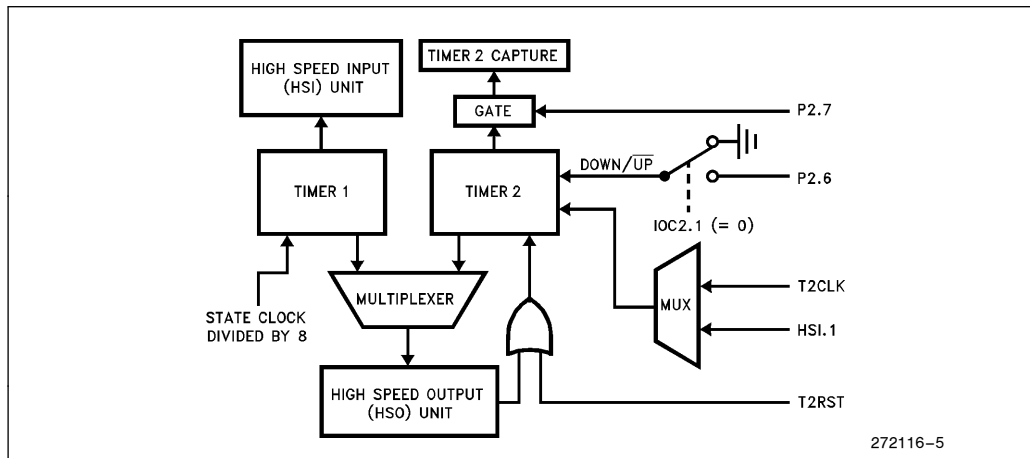 TIMER 2 CAPTURE
HIGH SPEED INPUT
(HSI) UNIT
GATE
P2.7
TIMER 1
TIMER 2
DOWN/U̅P̅
P2.6
IOC2.1 (= 0)
MULTIPLEXER
MUX
T2CLK
STATE CLOCK
DIVIDED BY 8
HSI.1
HIGH SPEED OUTPUT
(HSO) UNIT
T2RST
272116–5